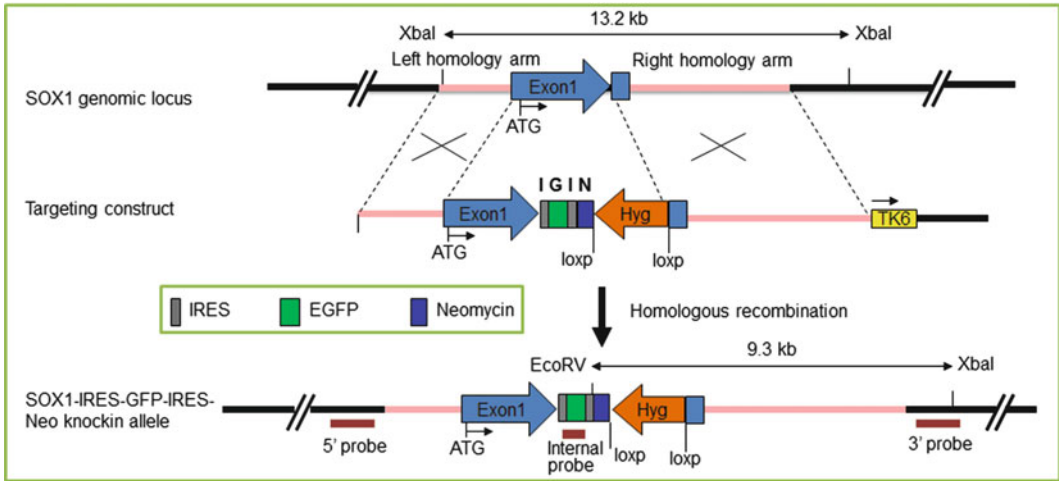 13.2 kb
XbaI
XbaI
Left homology arm
Right homology arm
Exon1
SOX1 genomic locus
ATG
I G I N
Targeting construct
Exon1
Hyg
TK6
ATG
loxp
loxp
IRES
EGFP
Neomycin
Homologous recombination
9.3 kb
EcoRV
XbaI
SOX1-IRES-GFP-IRES-
Neo knockin allele
Exon1
Hyg
5' probe
ATG
Internal
probe
loxp
loxp
3' probe